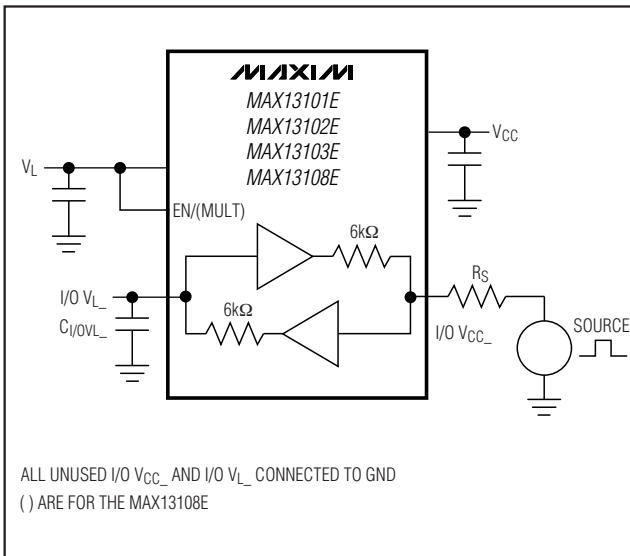 MAXIM
MAX13101E
MAX13102E
MAX13103E
MAX13108E
VL
VCC
EN/(MULT)
6kΩ
RS
I/O VL_
6kΩ
CI/OVL_
I/O VCC_
SOURCE
ALL UNUSED I/O VCC_ AND I/O VL_ CONNECTED TO GND
( ) ARE FOR THE MAX13108E